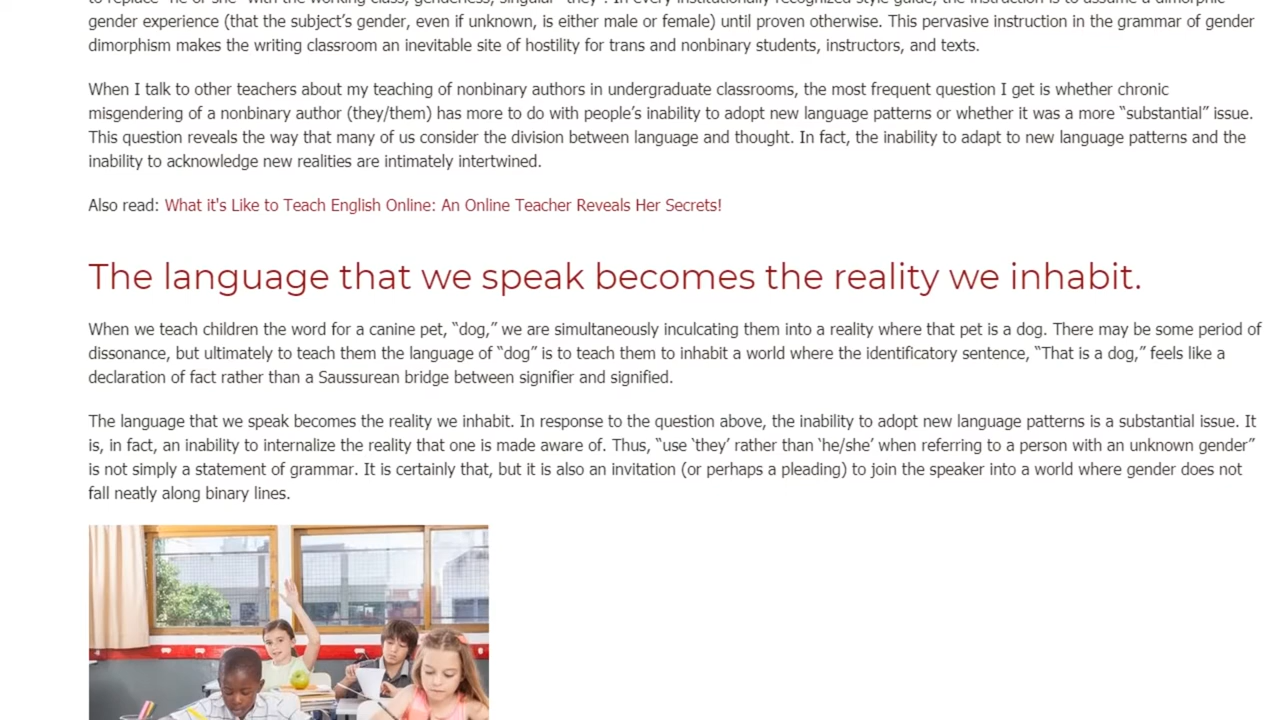 gender experience (that the subject’s gender, even if unknown, is either male or female) until proven otherwise. This pervasive instruction in the grammar of gender
dimorphism makes the writing classroom an inevitable site of hostility for trans and nonbinary students, instructors, and texts.
When I talk to other teachers about my teaching of nonbinary authors in undergraduate classrooms, the most frequent question I get is whether chronic
misgendering of a nonbinary author (they/them) has more to do with people’s inability to adopt new language patterns or whether it was a more “substantial” issue.
This question reveals the way that many of us consider the division between language and thought. In fact, the inability to adapt to new language patterns and the
inability to acknowledge new realities are intimately intertwined.
Also read: What it's Like to Teach English Online: An Online Teacher Reveals Her Secrets!
The language that we speak becomes the reality we inhabit.
When we teach children the word for a canine pet, “dog,” we are simultaneously inculcating them into a reality where that pet is a dog. There may be some period of
dissonance, but ultimately to teach them the language of “dog” is to teach them to inhabit a world where the identificatory sentence, “That is a dog,” feels like a
declaration of fact rather than a Saussurean bridge between signifier and signified.
The language that we speak becomes the reality we inhabit. In response to the question above, the inability to adopt new language patterns is a substantial issue. It
is, in fact, an inability to internalize the reality that one is made aware of. Thus, “use ‘they’ rather than ‘he/she’ when referring to a person with an unknown gender”
is not simply a statement of grammar. It is certainly that, but it is also an invitation (or perhaps a pleading) to join the speaker into a world where gender does not
fall neatly along binary lines.